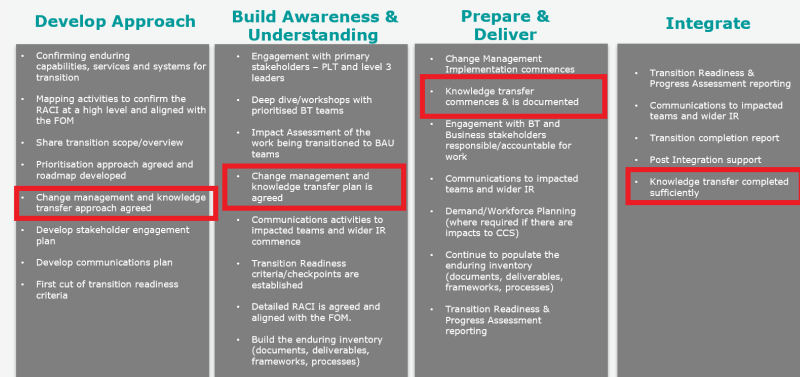 Develop Approach
• Confirming enduring
capabilities, services and systems for
transition
• Mapping activities to confirm the
RACI at a high level and aligned with
the FOM
• Share transition scope/overview
• Prioritisation approach agreed and
roadmap developed
• Change management and knowledge
transfer approach agreed
• Develop stakeholder engagement
plan
• Develop communications plan
• First cut of transition readiness
criteria
Build Awareness &
Understanding
• Engagement with primary
stakeholders – PLT and level 3
leaders
• Deep dive/workshops with
prioritised BT teams
• Impact Assessment of the
work being transitioned to BAU
teams
• Change management and
knowledge transfer plan is
agreed
• Communications activities to
impacted teams and wider IR
commence
• Transition Readiness
criteria/checkpoints are
established
• Detailed RACI is agreed and
aligned with the FOM.
• Build the enduring inventory
(documents, deliverables,
frameworks, processes)
Prepare &
Deliver
• Change Management
Implementation commences
• Knowledge transfer
commences & is documented
• Engagement with BT and
Business stakeholders
responsible/accountable for
work
• Communications to impacted
teams and wider IR
• Demand/Workforce Planning
(where required if there are
impacts to CCS)
• Continue to populate the
enduring inventory
(documents, deliverables,
frameworks, processes)
• Transition Readiness &
Progress Assessment
reporting
Integrate
• Transition Readiness &
Progress Assessment reporting
• Communications to impacted
teams and wider IR
• Transition completion report
• Post Integration support
• Knowledge transfer completed
sufficiently